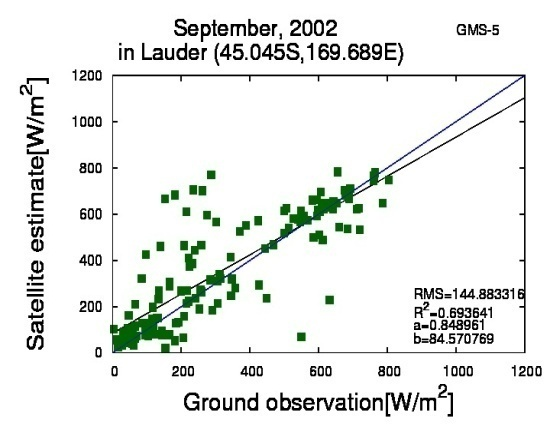 September, 2002
in Lauder (45.045S,169.689E)
GMS-5
Satellite estimate[W/m²]
1200
1000
800
600
400
200
0
RMS=144.883316
R²=0.693641
a=0.848961
b=84.570769
0 200 400 600 800 1000 1200
Ground observation[W/m²]